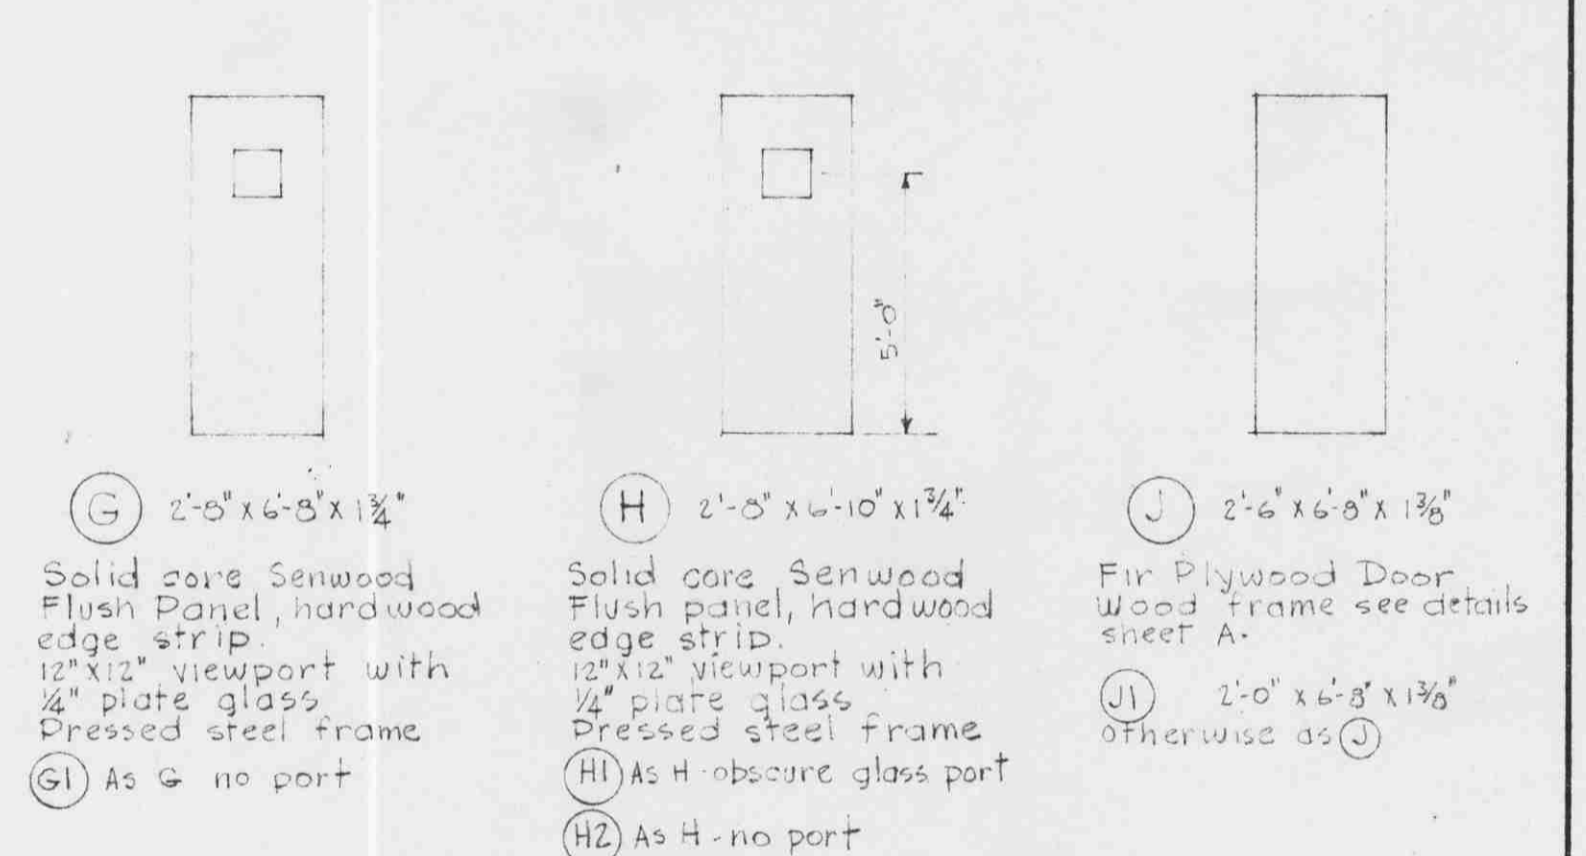 5'-0"
G 2'-8" x 6'-8" x 1¾"
Solid core Senwood
Flush Panel, hardwood
edge strip.
12"x12" viewport with
¼" plate glass
Pressed steel frame
G1 As G no port
H 2'-8" x 6'-10" x 1¾"
Solid core Senwood
Flush panel, hardwood
edge strip.
12"x12" viewport with
¼" plate glass
Pressed steel frame
H1 As H - obscure glass port
H2 As H - no port
J 2'-6" x 6'-8" x 1⅜"
Fir Plywood Door
Wood frame see details
sheet A.
J1 2'-0" x 6'-8" x 1⅜"
otherwise as J